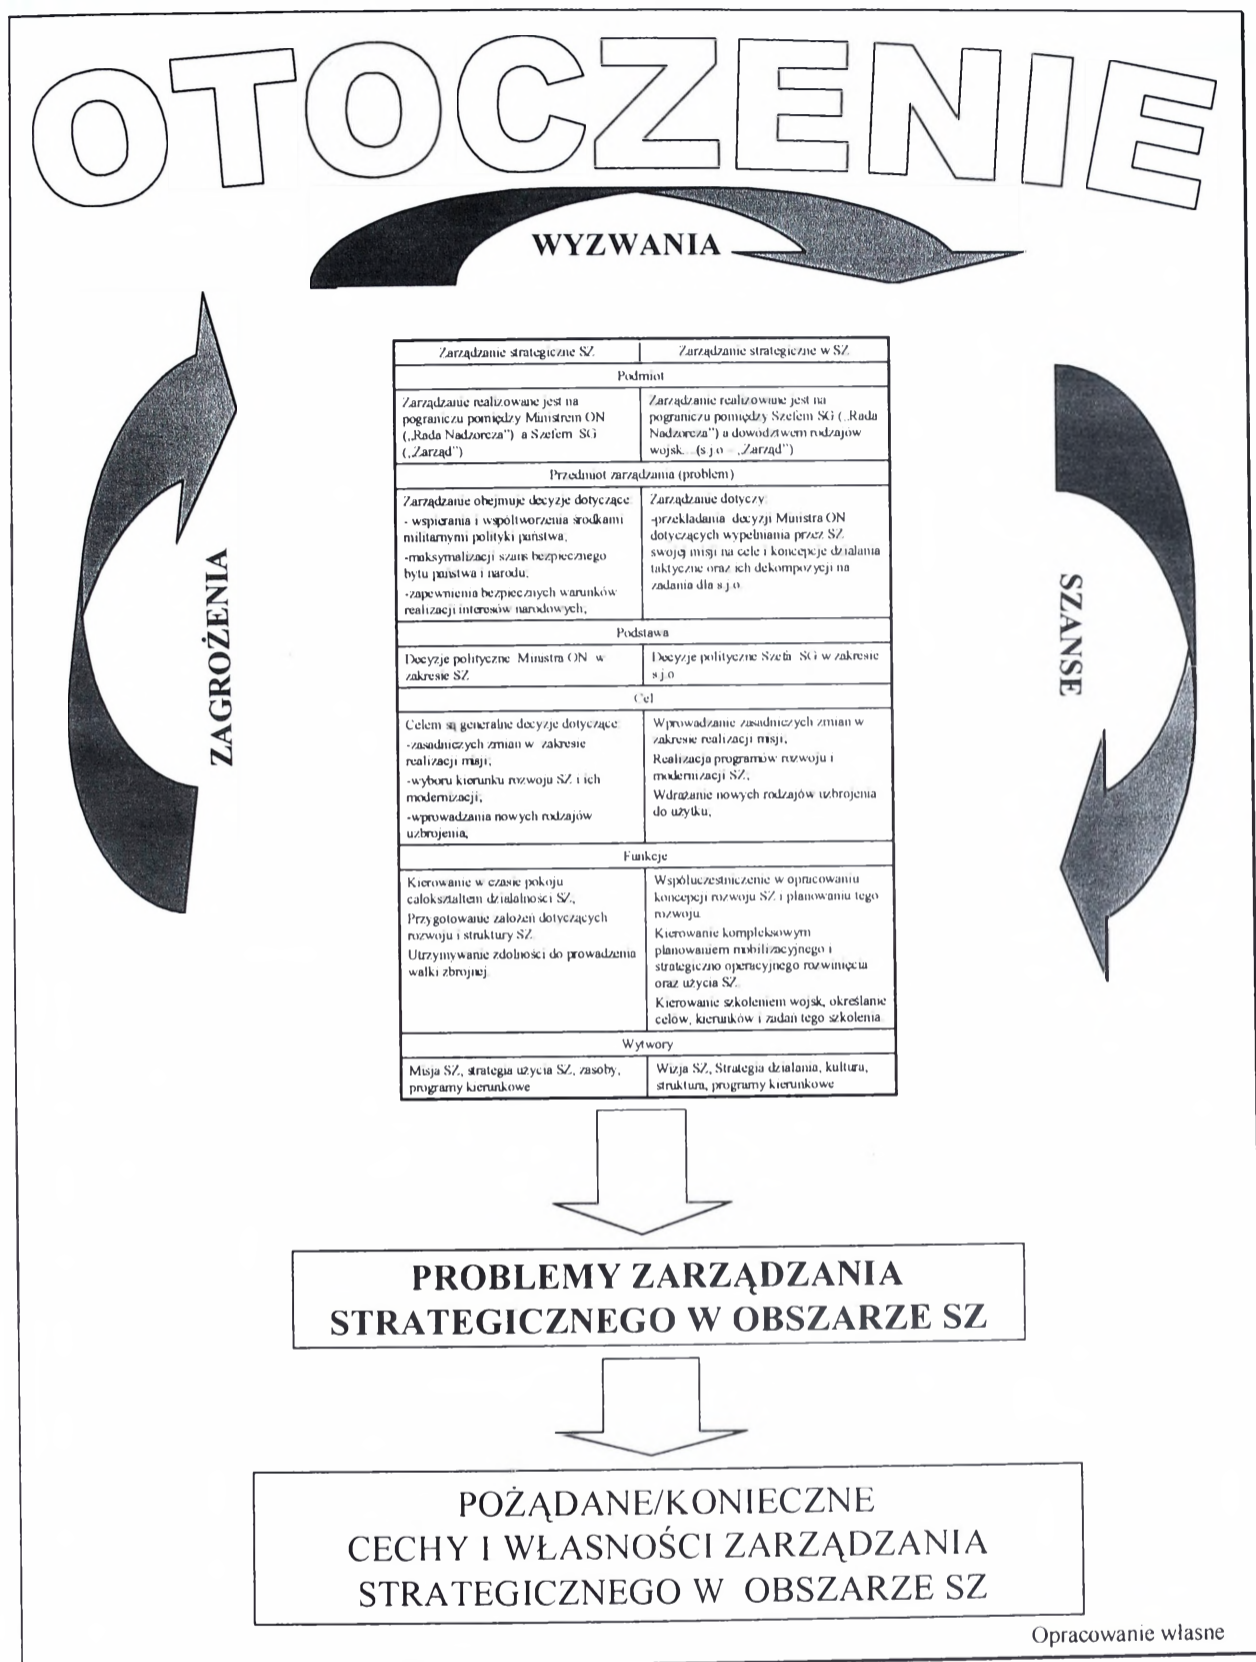 OTOCZENIE
WYZWANIA
ZAGROŻENIA
SZANSE
Zarządzanie strategiczne SZ
Zarządzanie strategiczne w SZ
Podmiot
Zarządzanie realizowane jest na
pograniczu pomiędzy Ministrem ON
(„Rada Nadzorcza") a Szefem SG
(„Zarząd")
Zarządzanie realizowane jest na
pograniczu pomiędzy Szefem SG („Rada
Nadzorcza") a dowództwem rodzajów
wojsk (s.j.o „Zarząd")
Przedmiot zarządzania (problem)
Zarządzanie obejmuje decyzje dotyczące
- wspierania i współtworzenia środkami
militarnymi polityki państwa,
-maksymalizacji szans bezpiecznego
bytu państwa i narodu;
-zapewnienia bezpiecznych warunków
realizacji interesów narodowych,
Zarządzanie dotyczy
-przekładania decyzji Ministra ON
dotyczących wypełniania przez SZ
swojej misji na cele i koncepcje działania
taktyczne oraz ich dekompozycji na
zadania dla s.j.o.
Podstawa
Decyzje polityczne Ministra ON w
zakresie SZ
Decyzje polityczne Szefa SG w zakresie
s.j.o
Cel
Celem są generalne decyzje dotyczące
-zasadniczych zmian w zakresie
realizacji misji;
-wyboru kierunku rozwoju SZ i ich
modernizacji;
-wprowadzania nowych rodzajów
uzbrojenia,
Wprowadzanie zasadniczych zmian w
zakresie realizacji misji,
Realizacja programów rozwoju i
modernizacji SZ,
Wdrażanie nowych rodzajów uzbrojenia
do użytku,
Funkcje
Kierowanie w czasie pokoju
całokształtem działalności SZ,
Przygotowanie założeń dotyczących
rozwoju i struktury SZ
Utrzymywanie zdolności do prowadzenia
walki zbrojnej
Współuczestniczenie w opracowaniu
koncepcji rozwoju SZ i planowaniu tego
rozwoju
Kierowanie kompleksowym
planowaniem mobilizacyjnego i
strategiczno operacyjnego rozwinięcia
oraz użycia SZ.
Kierowanie szkoleniem wojsk, określanie
celów, kierunków i zadań tego szkolenia
Wytwory
Misja SZ, strategia użycia SZ, zasoby,
programy kierunkowe
Wizja SZ, Strategia działania, kultura,
struktura, programy kierunkowe
PROBLEMY ZARZĄDZANIA
STRATEGICZNEGO W OBSZARZE SZ
POŻĄDANE/KONIECZNE
CECHY I WŁASNOŚCI ZARZĄDZANIA
STRATEGICZNEGO W OBSZARZE SZ
Opracowanie własne